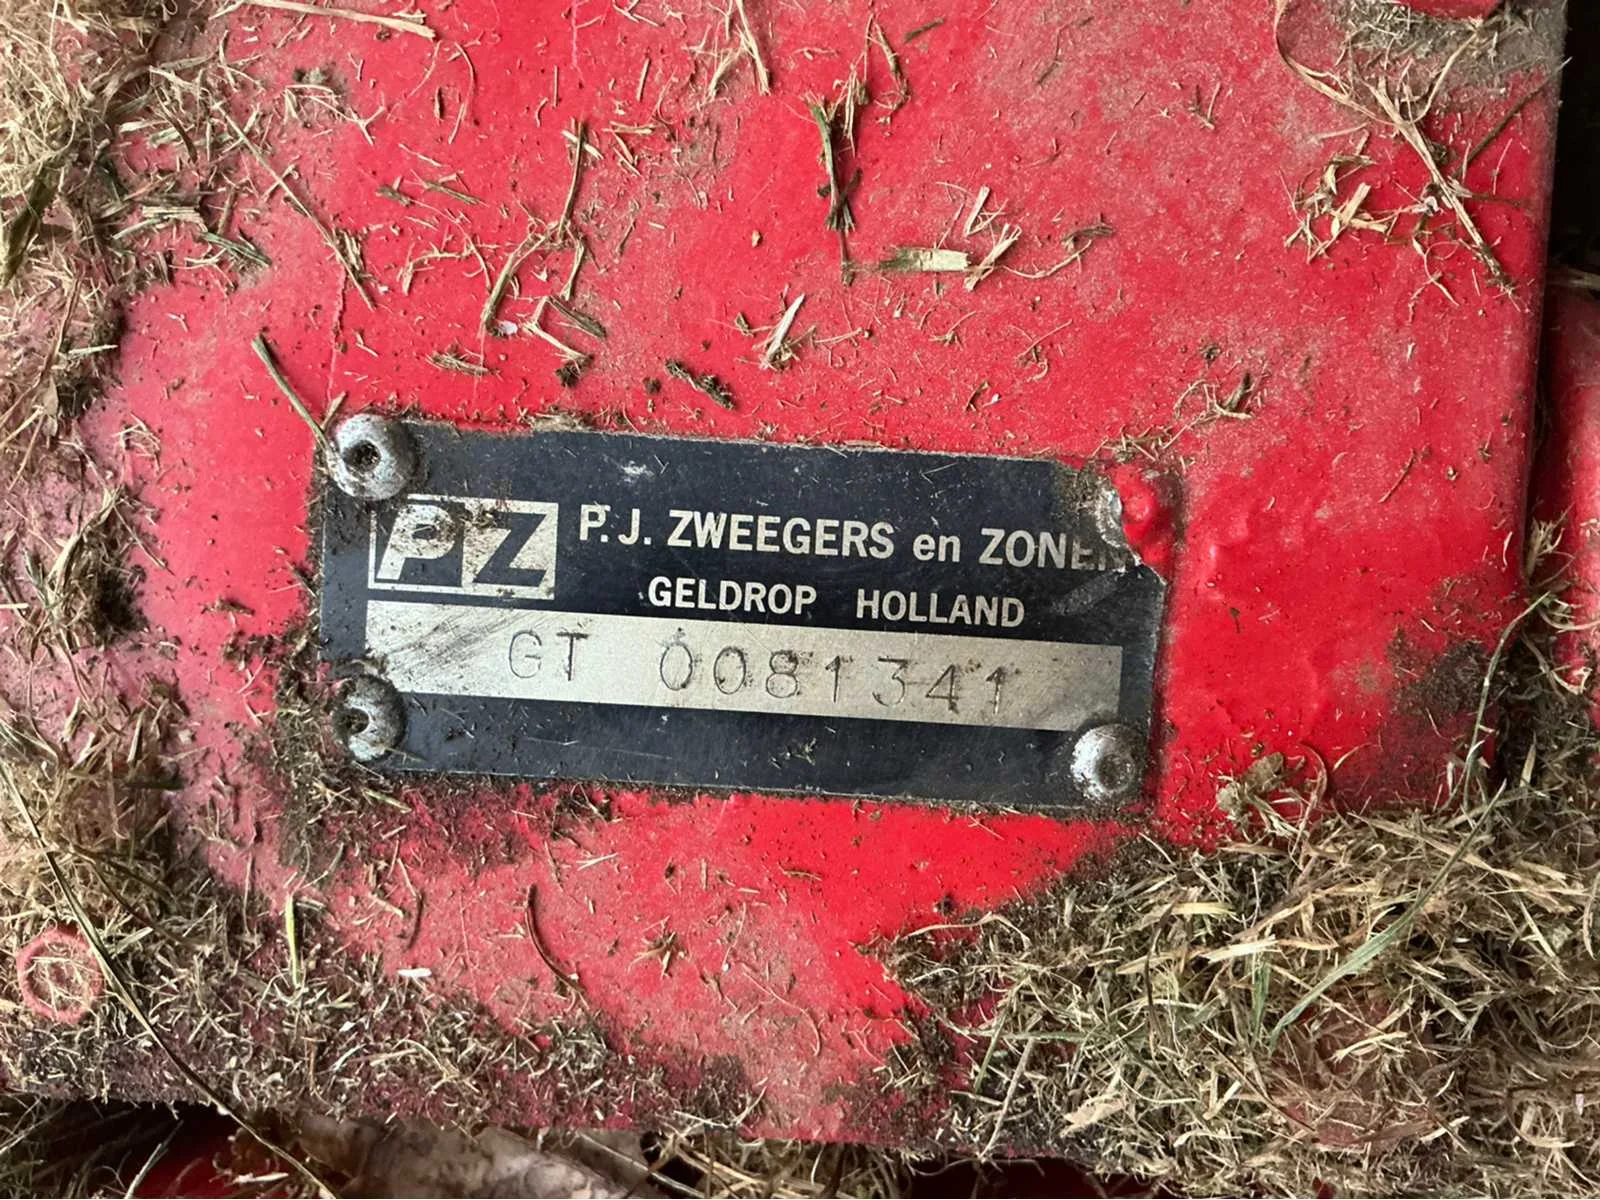 PZ P.J. ZWEEGERS en ZONEN
GELDROP HOLLAND
GT 0081341